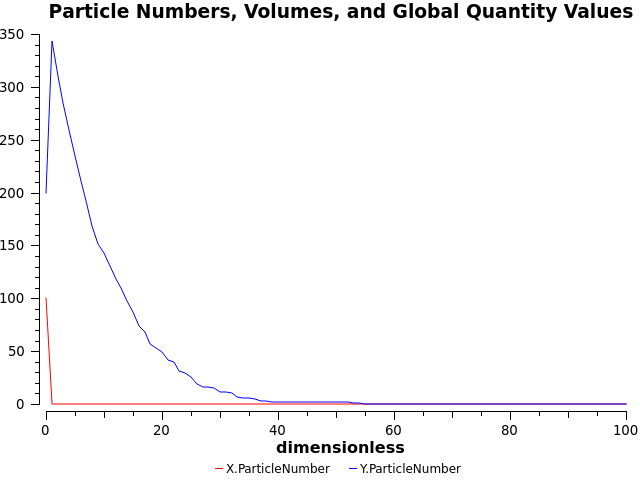 Particle Numbers, Volumes, and Global Quantity Values
350
300
250
200
150
100
50
0
0 20 40 60 80 100
dimensionless
X.ParticleNumber Y.ParticleNumber